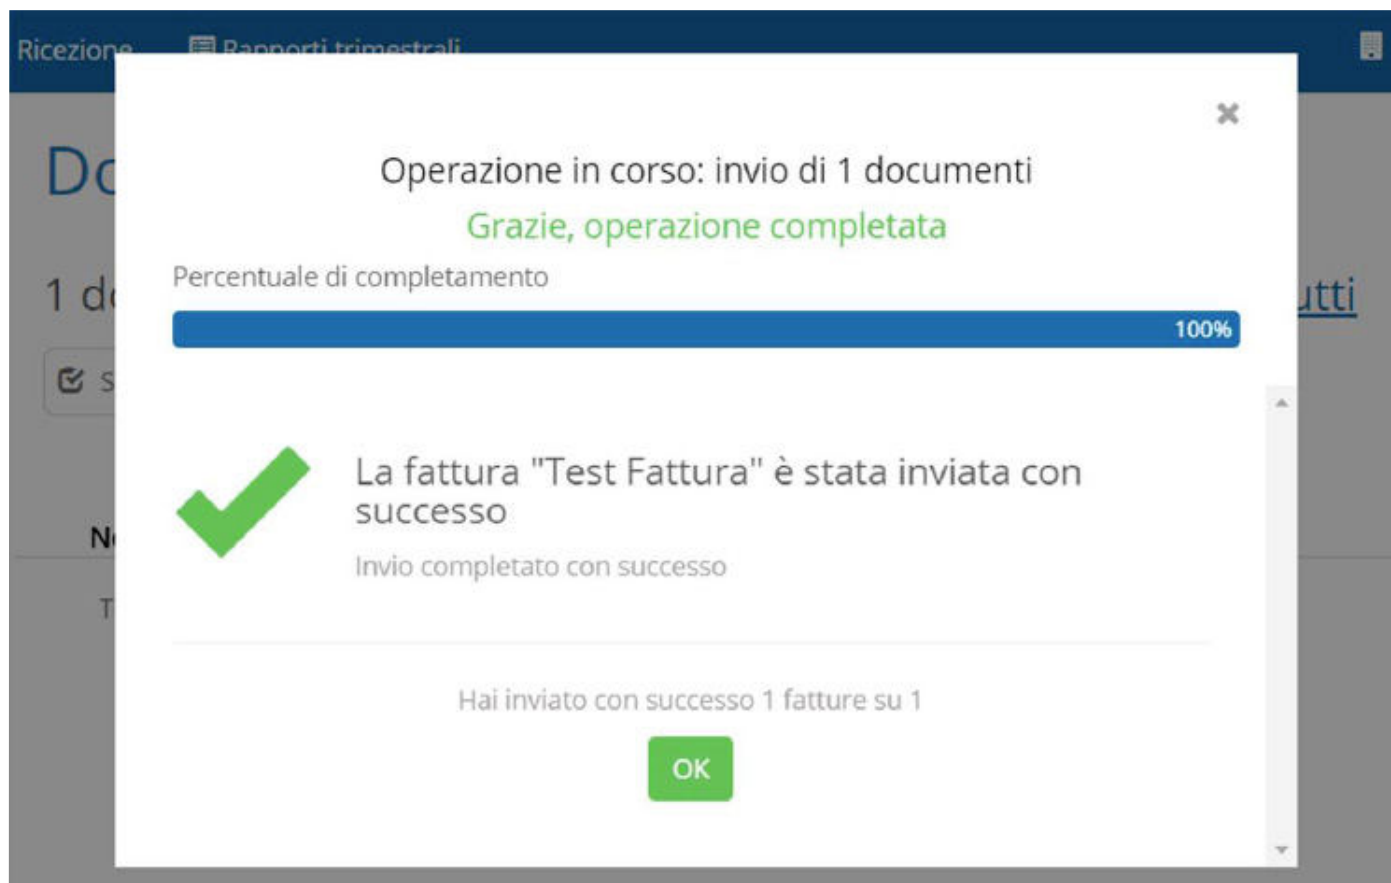 Ricezione Rapporti trimestrali
Operazione in corso: invio di 1 documenti
Grazie, operazione completata
Percentuale di completamento
100%
La fattura "Test Fattura" è stata inviata con
successo
Invio completato con successo
Hai inviato con successo 1 fatture su 1
OK